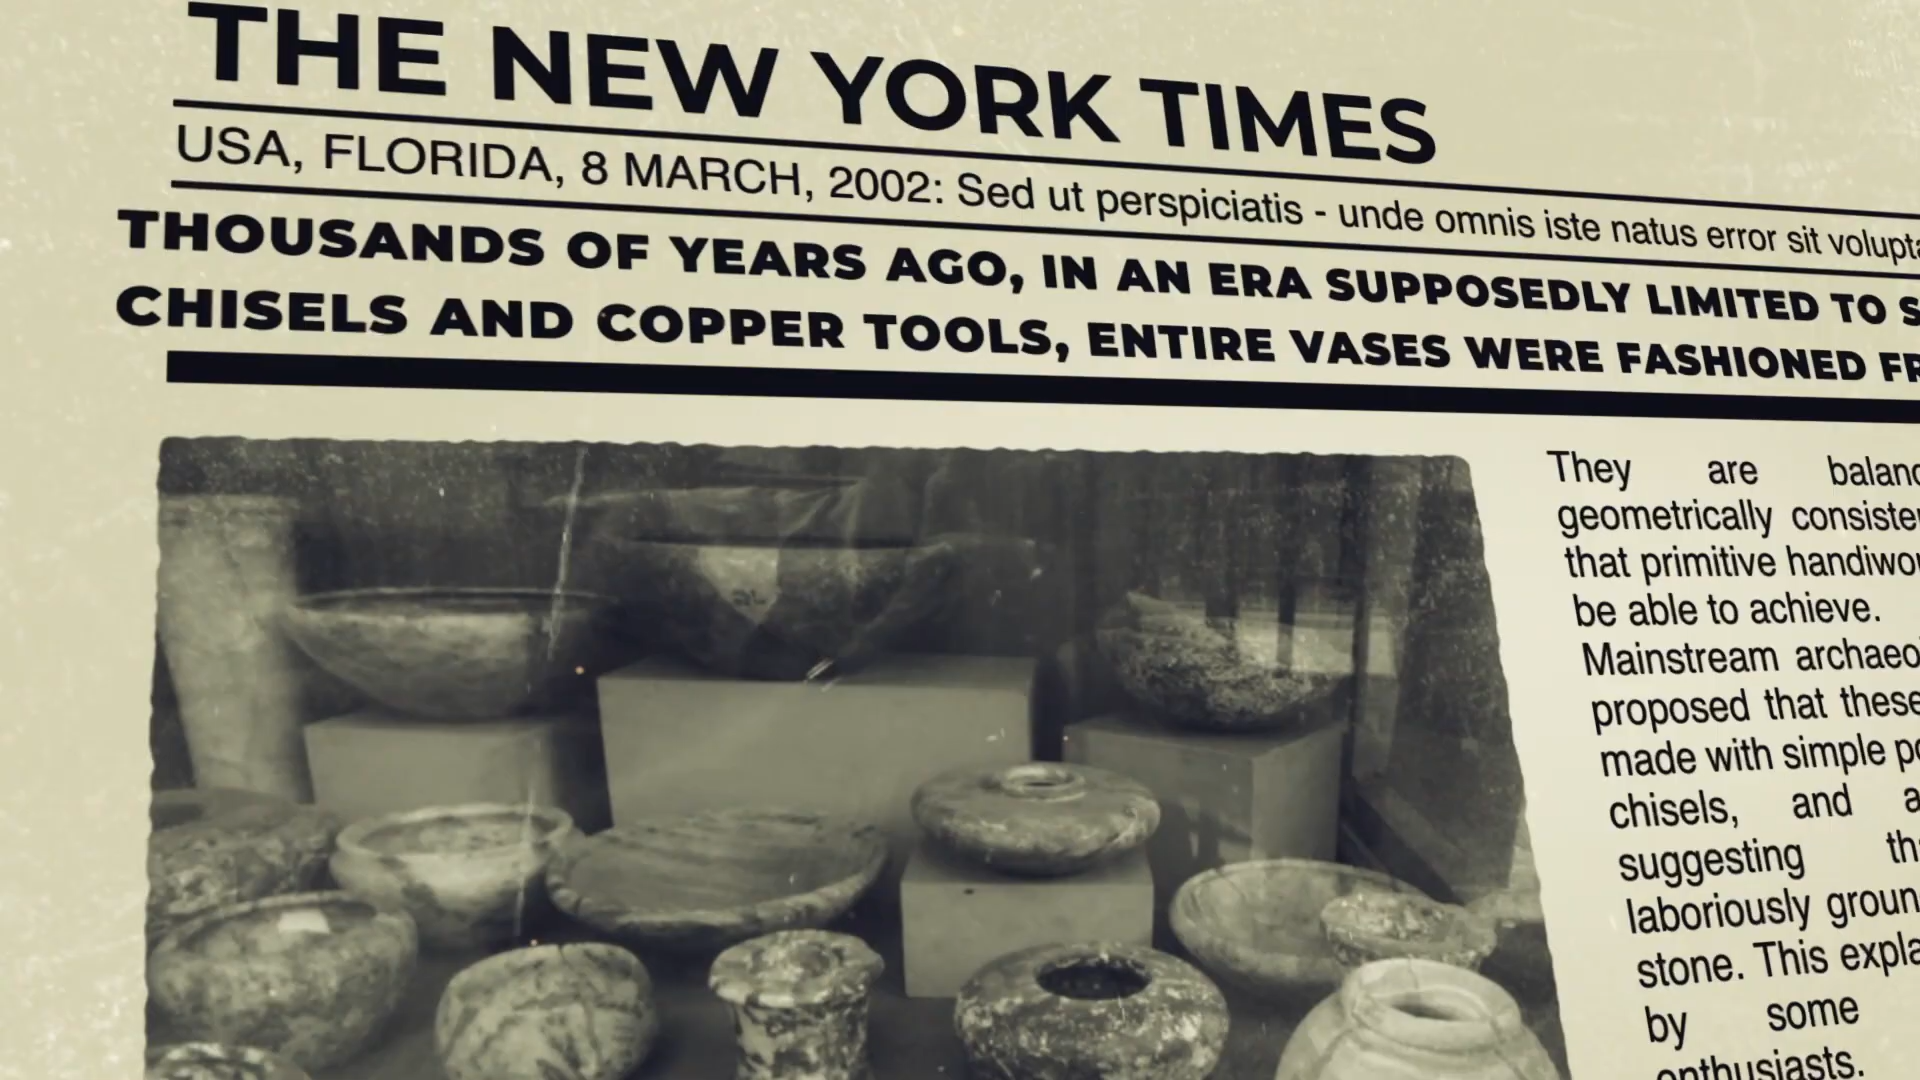 THE NEW YORK TIMES
USA, FLORIDA, 8 MARCH, 2002: Sed ut perspiciatis - unde omnis iste natus error sit
THOUSANDS OF YEARS AGO, IN AN ERA SUPPOSEDLY LIMITED TO
CHISELS AND COPPER TOOLS, ENTIRE VASES WERE FASHIONED
They are
geometrically
that primitive
be able to achieve.
Mainstream
proposed that these
made with simple
chisels, and
suggesting
laboriously
stone. This
by some
enthusiasts.